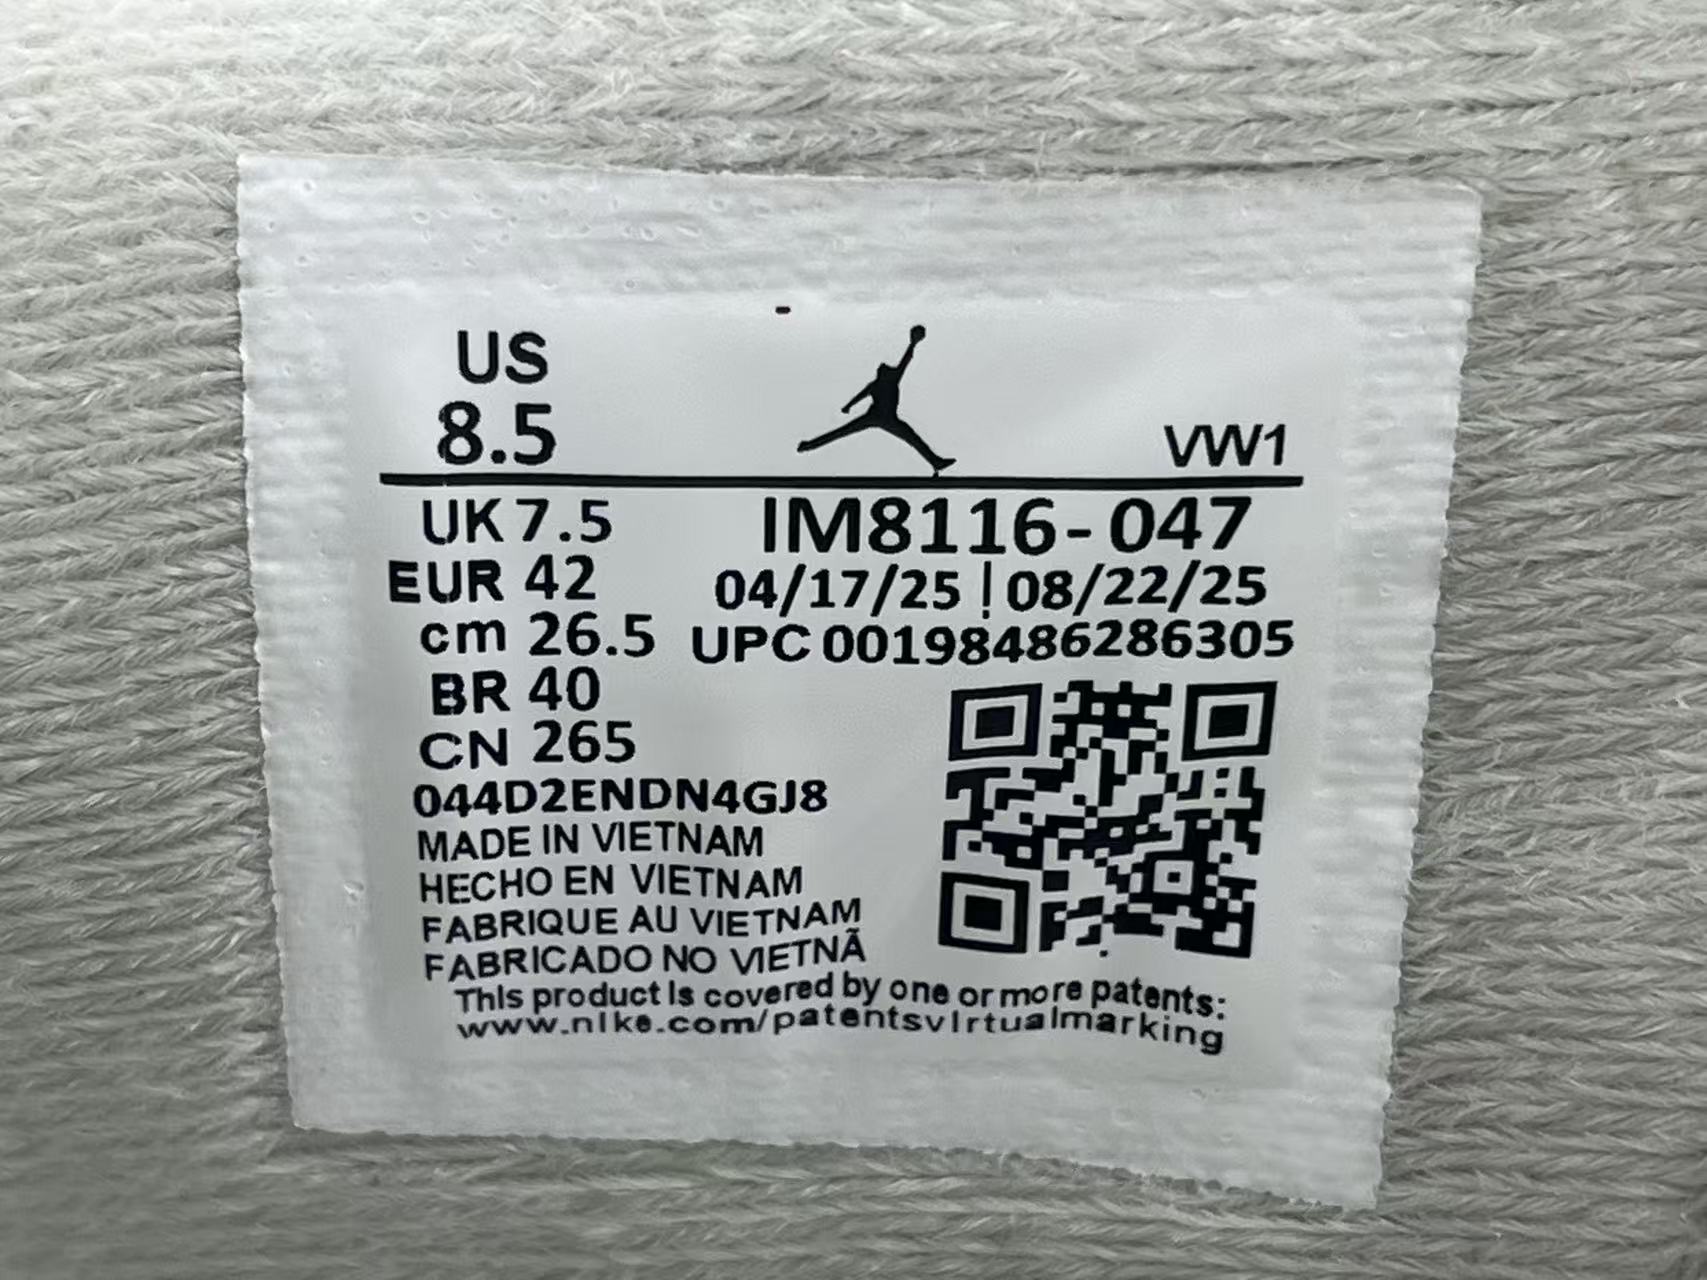 US
8.5
VW1
UK 7.5
IM8116-047
EUR 42
04/17/25 | 08/22/25
cm 26.5
UPC 00198486286305
BR 40
CN 265
044D2ENDN4GJ8
MADE IN VIETNAM
HECHO EN VIETNAM
FABRIQUE AU VIETNAM
FABRICADO NO VIETNÃ
This product is covered by one or more patents:
www.nike.com/patentsvirtualmarking